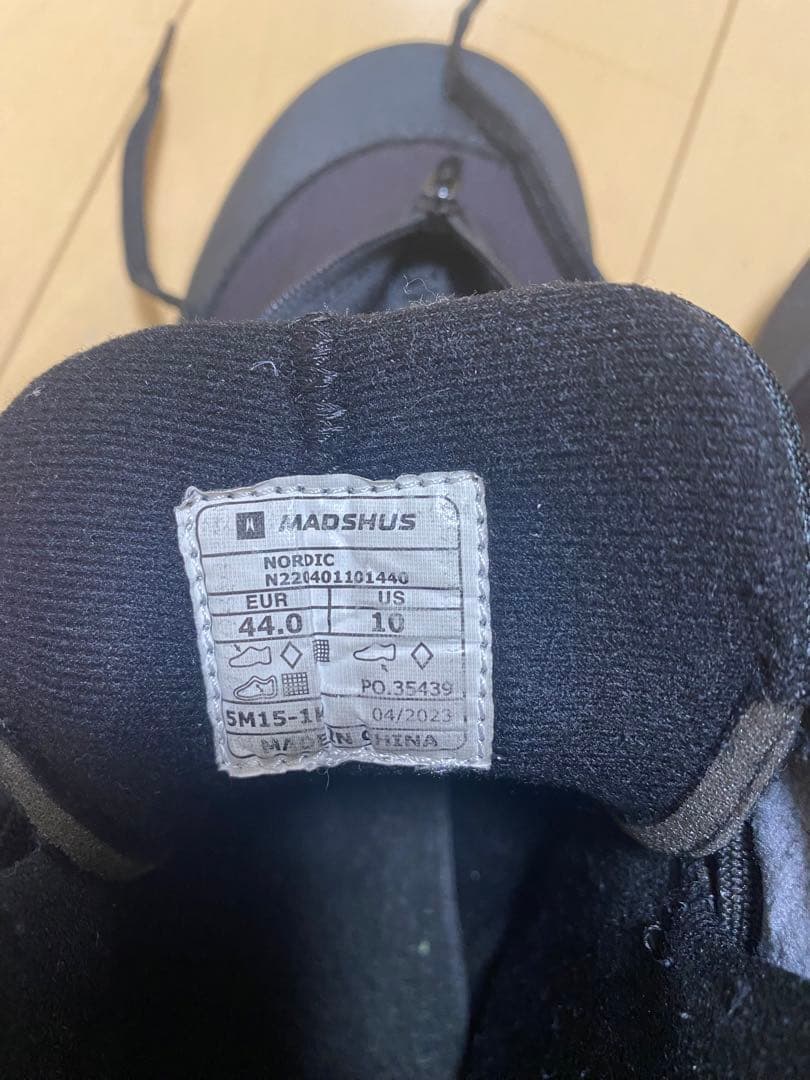 MADSHUS
NORDIC
N220401101440
EUR US
44.0 10
PO.35439
04/2023
MADE IN CHINA